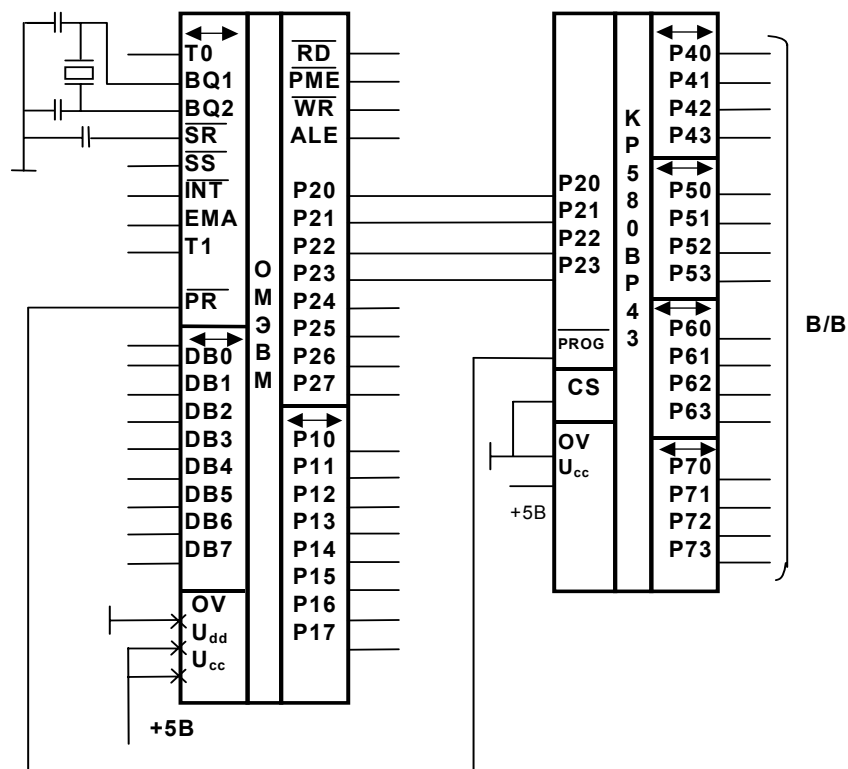 T0
BQ1
BQ2
SR
SS
INT
EMA
T1
PR
DB0
DB1
DB2
DB3
DB4
DB5
DB6
DB7
OV
Udd
Ucc
+5В
ОМЭВМ
RD
PME
WR
ALE
P20
P21
P22
P23
P24
P25
P26
P27
P10
P11
P12
P13
P14
P15
P16
P17
P20
P21
P22
P23
PROG
CS
OV
Ucc
+5В
КР580ВР43
P40
P41
P42
P43
P50
P51
P52
P53
P60
P61
P62
P63
P70
P71
P72
P73
В/В